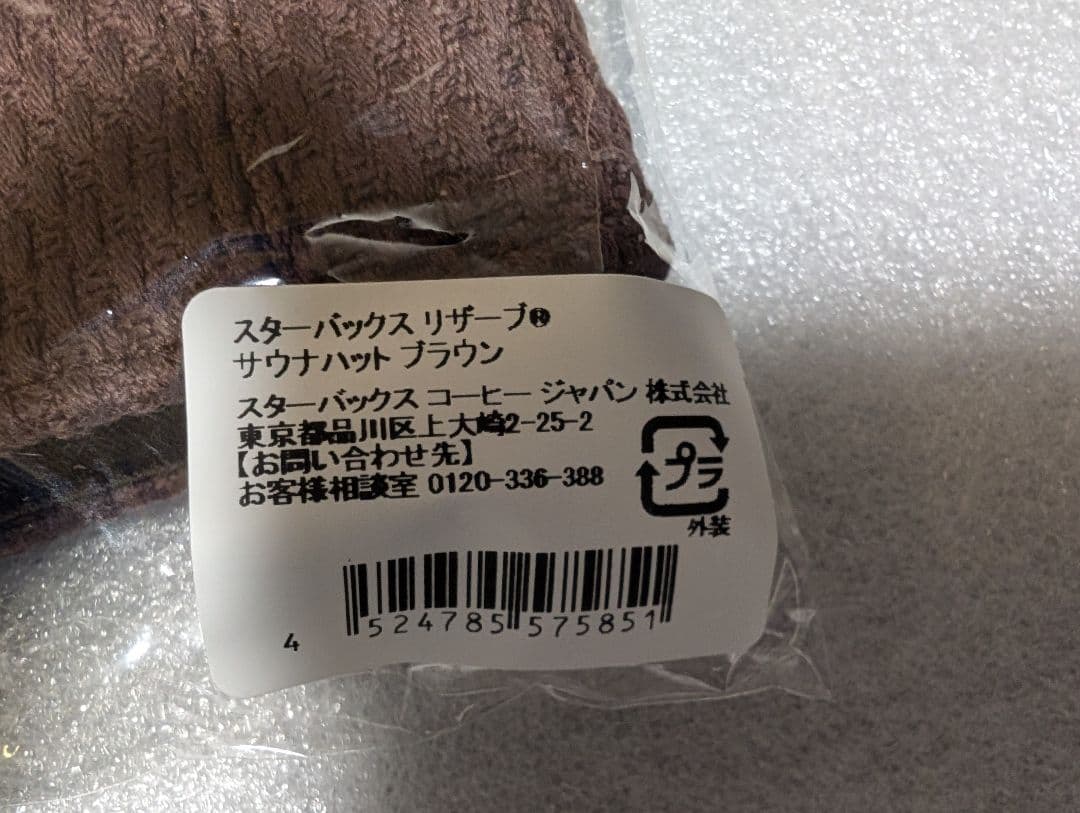 スターバックス リザーブ®
サウナハット ブラウン
スターバックス コーヒー ジャパン 株式会社
東京都品川区上大崎2-25-2
【お問い合わせ先】
お客様相談室 0120-336-388
プラ
外装
4 524785 575851